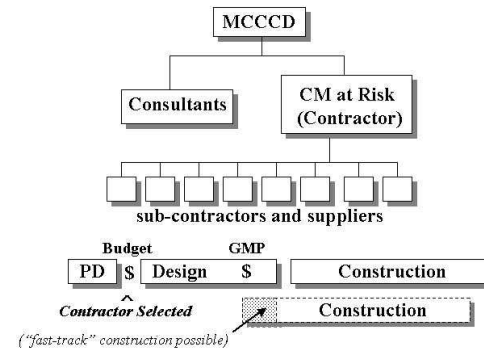 MCCCD
Consultants
CM at Risk
(Contractor)
sub-contractors and suppliers
Budget GMP
PD $ Design $ Construction
Contractor Selected
Construction
("fast-track" construction possible)